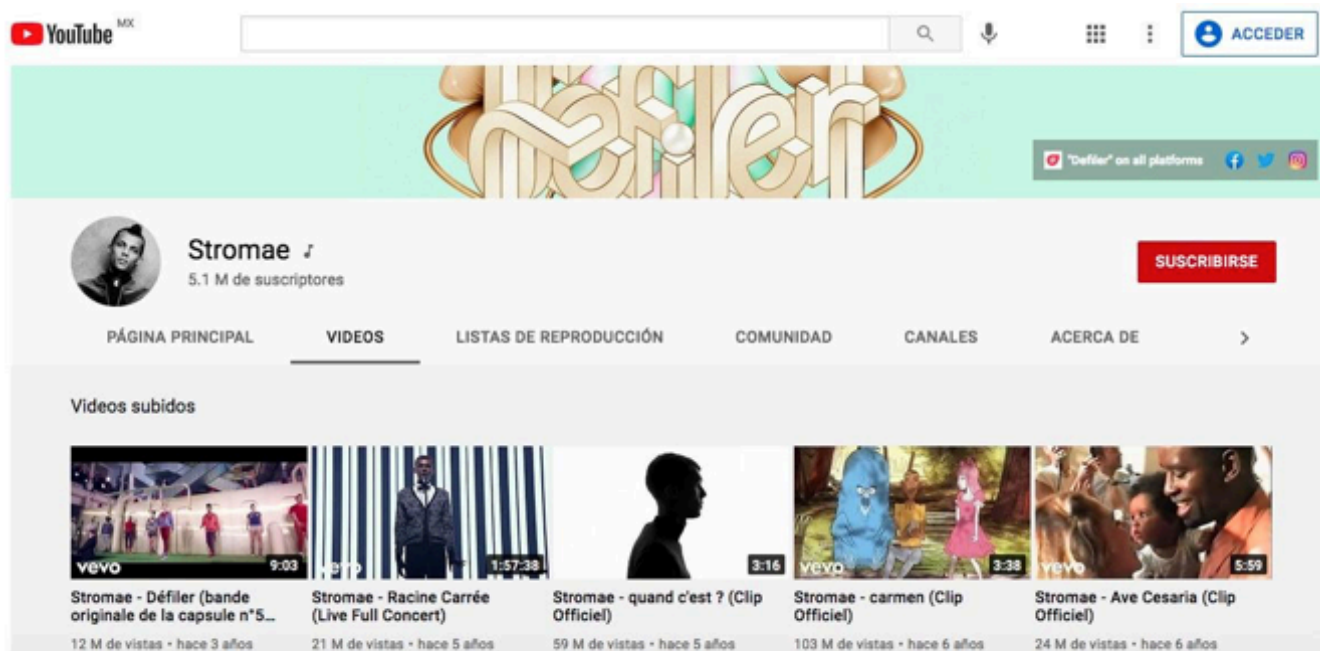 YouTube MX
ACCEDER
Défiler
"Defiler" on all platforms
Stromae
5.1 M de suscriptores
SUSCRIBIRSE
PÁGINA PRINCIPAL VIDEOS LISTAS DE REPRODUCCIÓN COMUNIDAD CANALES ACERCA DE
Videos subidos
vevo 9:03 vevo 1:57:38 3:16 vevo 3:38 vevo 5:59
Stromae - Défiler (bande Stromae - Racine Carrée Stromae - quand c'est ? (Clip Stromae - carmen (Clip Stromae - Ave Cesaria (Clip
originale de la capsule n°5... (Live Full Concert) Officiel) Officiel) Officiel)
12 M de vistas • hace 3 años 21 M de vistas • hace 5 años 59 M de vistas • hace 5 años 103 M de vistas • hace 6 años 24 M de vistas • hace 6 años